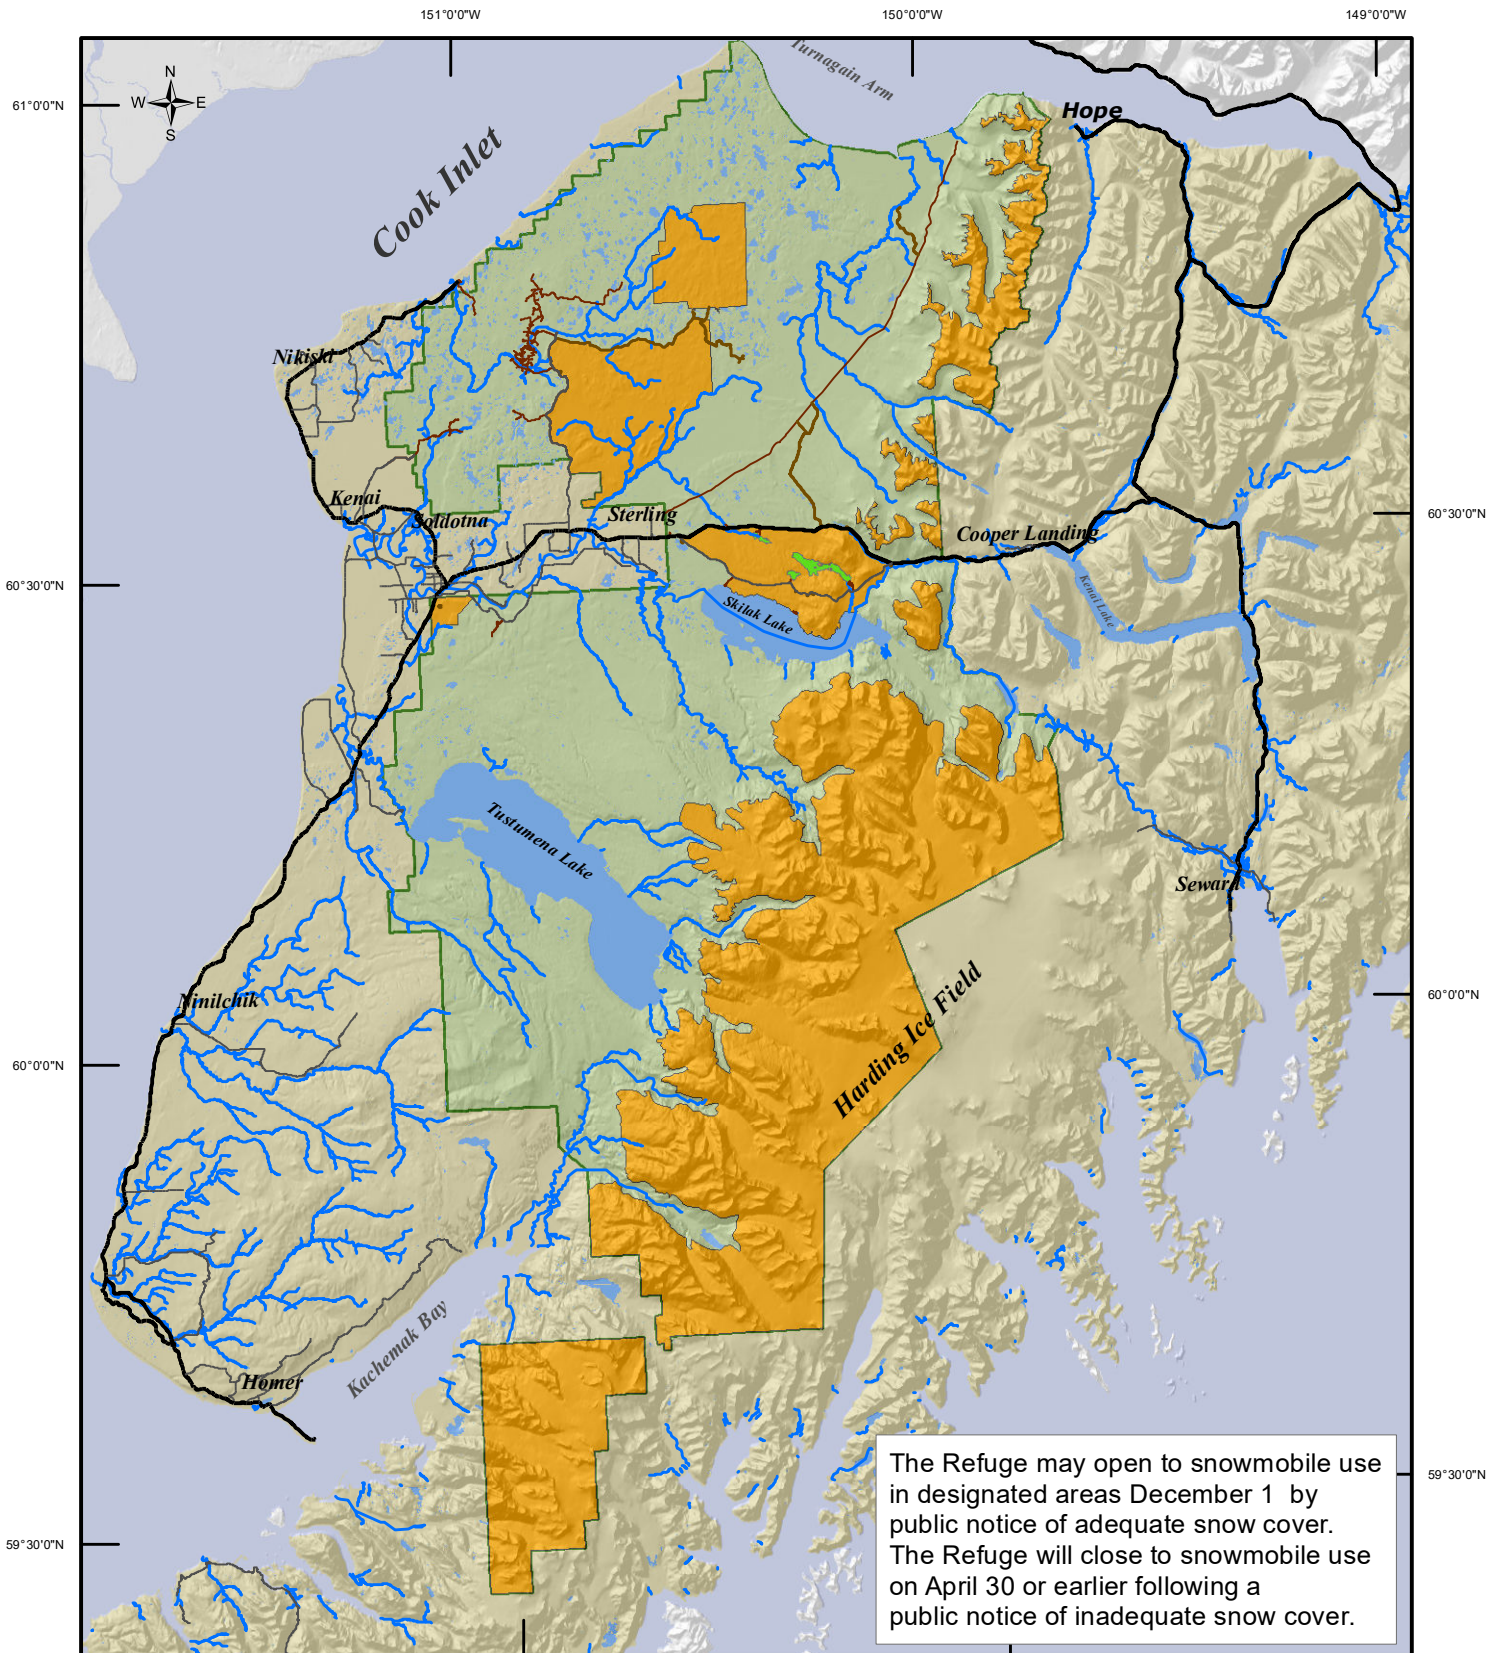 151°0'0"W
150°0'0"W
149°0'0"W
61°0'0"N
N
W E
S
Turnagain Arm
Hope
Cook Inlet
Nikiski
Kenai
Soldotna
Sterling
60°30'0"N
Cooper Landing
60°30'0"N
Kenai Lake
Skilak Lake
Tustumena Lake
Seward
Harding Ice Field
Ninilchik
60°0'0"N
60°0'0"N
Kachemak Bay
Homer
The Refuge may open to snowmobile use
in designated areas December 1 by
public notice of adequate snow cover.
The Refuge will close to snowmobile use
on April 30 or earlier following a
public notice of inadequate snow cover.
59°30'0"N
59°30'0"N